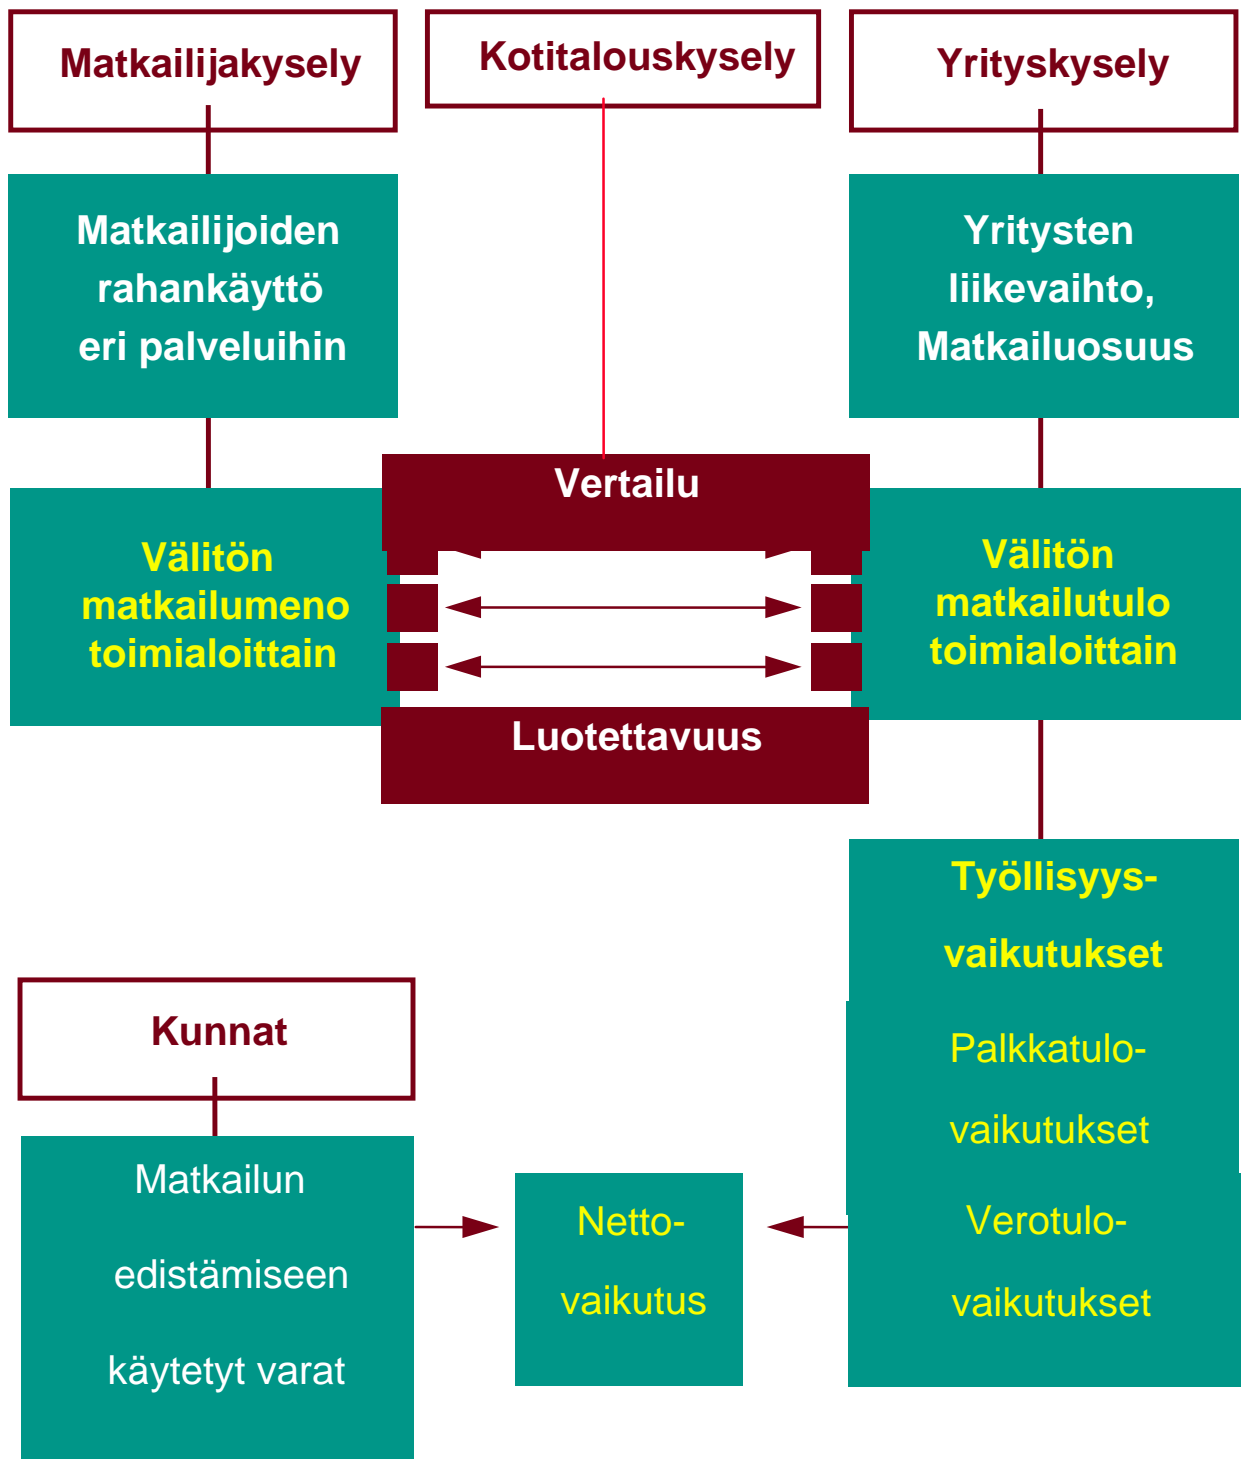 Matkailijakysely
Kotitalouskysely
Yrityskysely
Matkailijoiden
rahankäyttö
eri palveluihin
Yritysten
liikevaihto,
Matkailuosuus
Vertailu
Välitön
matkailumeno
toimialoittain
Välitön
matkailutulo
toimialoittain
Luotettavuus
Työllisyys-
vaikutukset
Palkkatulo-
vaikutukset
Verotulo-
vaikutukset
Kunnat
Matkailun
edistämiseen
käytetyt varat
Netto-
vaikutus